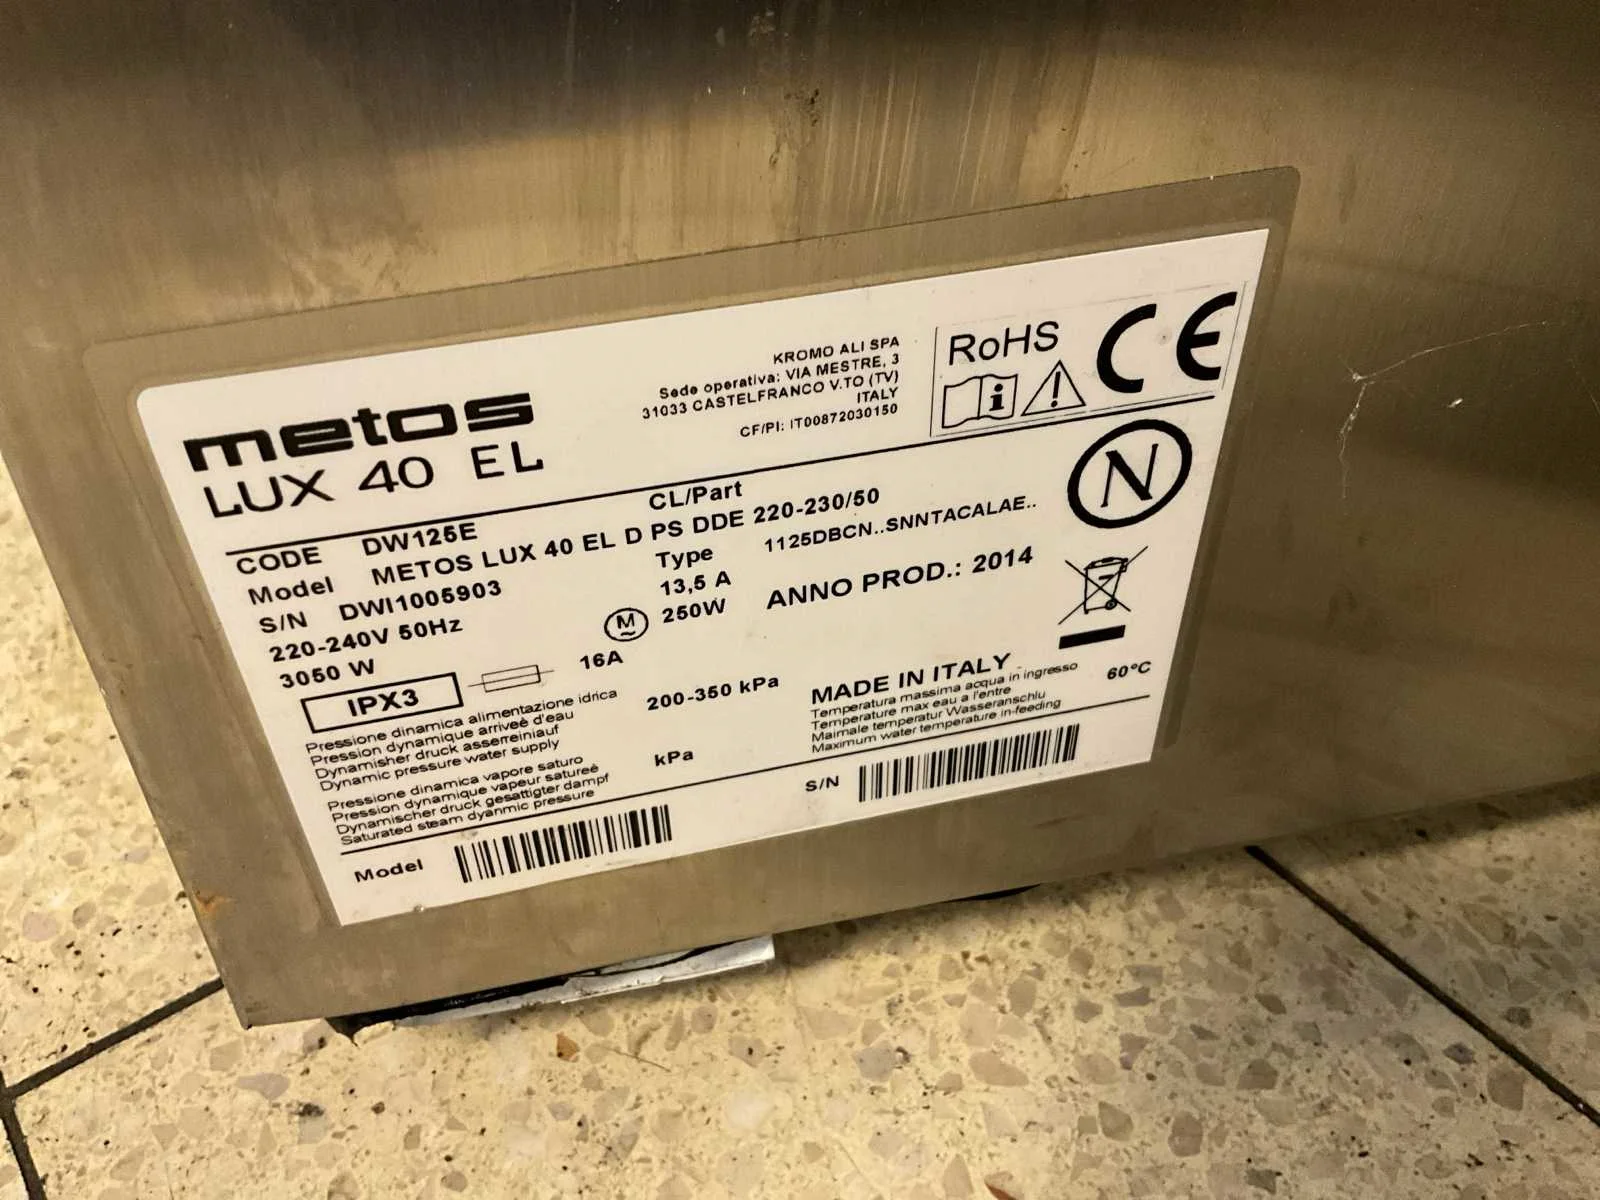 metos
LUX 40 EL
KROMO ALI SPA
Sede operativa: VIA MESTRE, 3
31033 CASTELFRANCO V.TO (TV)
ITALY
CF/PI: IT00872030150
RoHS
CE
N
CODE DW125E CL/Part
Model METOS LUX 40 EL D PS DDE 220-230/50
S/N DWI1005903 Type 1125DBCN..SNNTACALAE..
220-240V 50Hz 13,5 A
3050 W M 250W ANNO PROD.: 2014
IPX3 16A
MADE IN ITALY
Pressione dinamica alimentazione idrica
Pression dynamique arriveè d'eau
Dynamisher druck asserreiniauf
Dynamic pressure water supply
200-350 kPa
Temperatura massima acqua in ingresso
Temperature max eau a l'entre
Maimale temperatur Wasseranschlu
Maximum water temperature in-feeding
60°C
Pressione dinamica vapore saturo
Pression dynamique vapeur satureè
Dynamischer druck gesattigter dampf
Saturated steam dyanmic pressure
kPa
Model
S/N